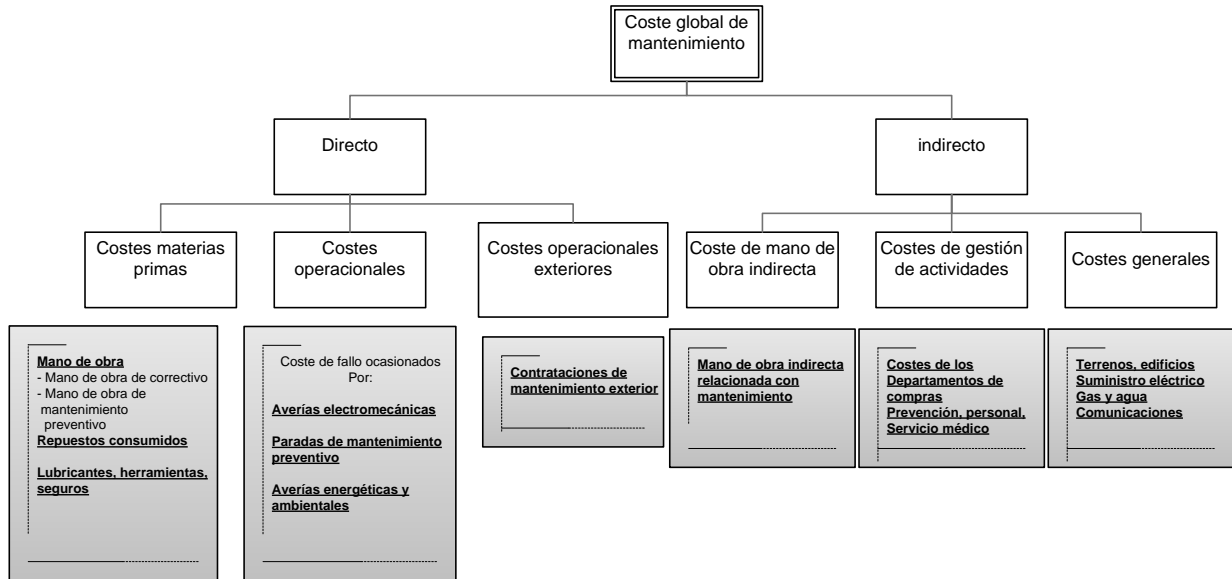 Coste global de
mantenimiento
Directo
indirecto
Costes materias
primas
Costes
operacionales
Costes operacionales
exteriores
Coste de mano de
obra indirecta
Costes de gestión
de actividades
Costes generales
Mano de obra
- Mano de obra de correctivo
- Mano de obra de
mantenimiento
preventivo
Repuestos consumidos
Lubricantes, herramientas,
seguros
Coste de fallo ocasionados
Por:
Averías electromecánicas
Paradas de mantenimiento
preventivo
Averías energéticas y
ambientales
Contrataciones de
mantenimiento exterior
Mano de obra indirecta
relacionada con
mantenimiento
Costes de los
Departamentos de
compras
Prevención, personal,
Servicio médico
Terrenos, edificios
Suministro eléctrico
Gas y agua
Comunicaciones